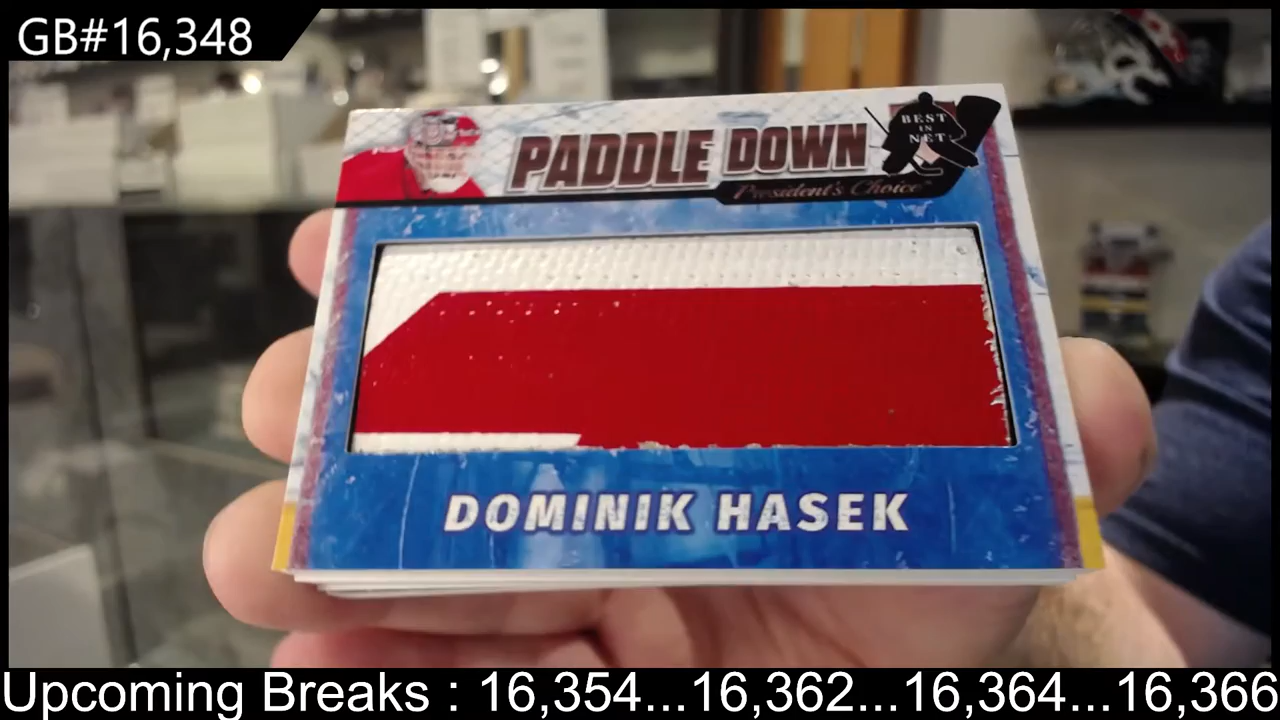 GB#16,348
PADDLE DOWN
BEST
IN
NET
President's Choice™
DOMINIK HASEK
Upcoming Breaks : 16,354...16,362...16,364...16,366